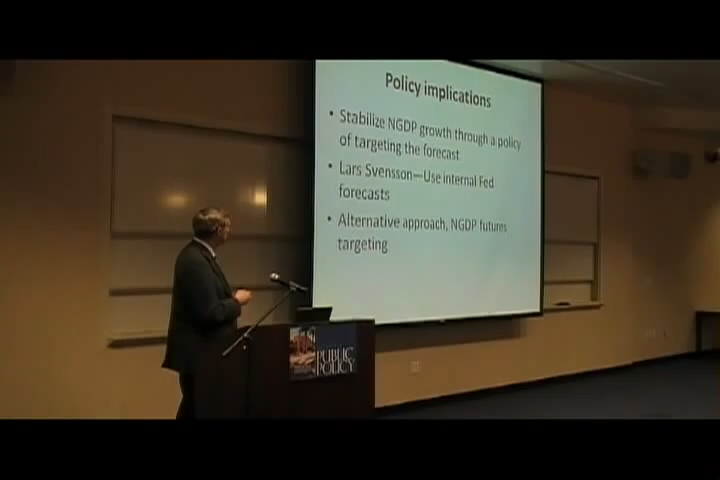 Policy implications
• Stabilize NGDP growth through a policy
of targeting the forecast
• Lars Svensson—Use internal Fed
forecasts
• Alternative approach, NGDP futures
targeting
PUBLIC
POLICY